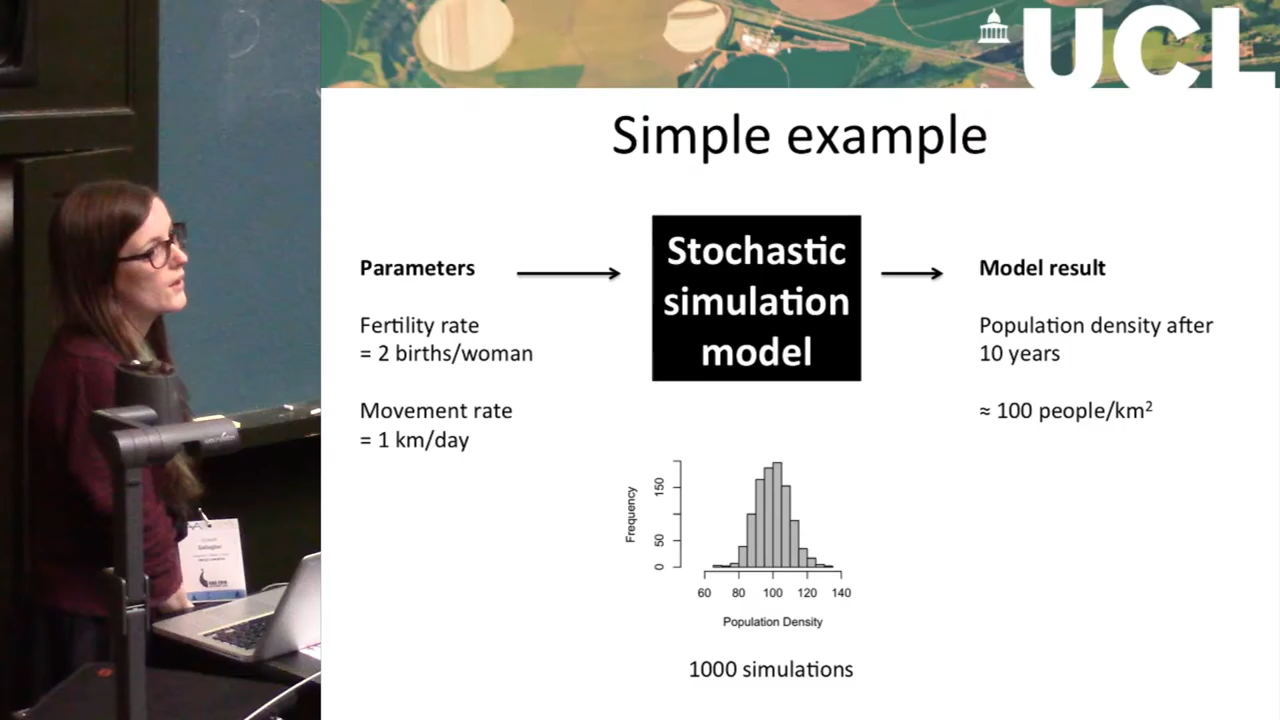 UCL
Simple example
Parameters
Fertility rate
= 2 births/woman
Movement rate
= 1 km/day
Stochastic
simulation
model
Model result
Population density after
10 years
≈ 100 people/km²
Frequency
150
50
0
60 80 100 120 140
Population Density
1000 simulations
Gallagher